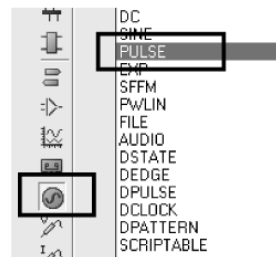 DC
SINE
PULSE
EXP
SFFM
PWLIN
FILE
AUDIO
DSTATE
DEDGE
DPULSE
DCLOCK
DPATTERN
SCRIPTABLE